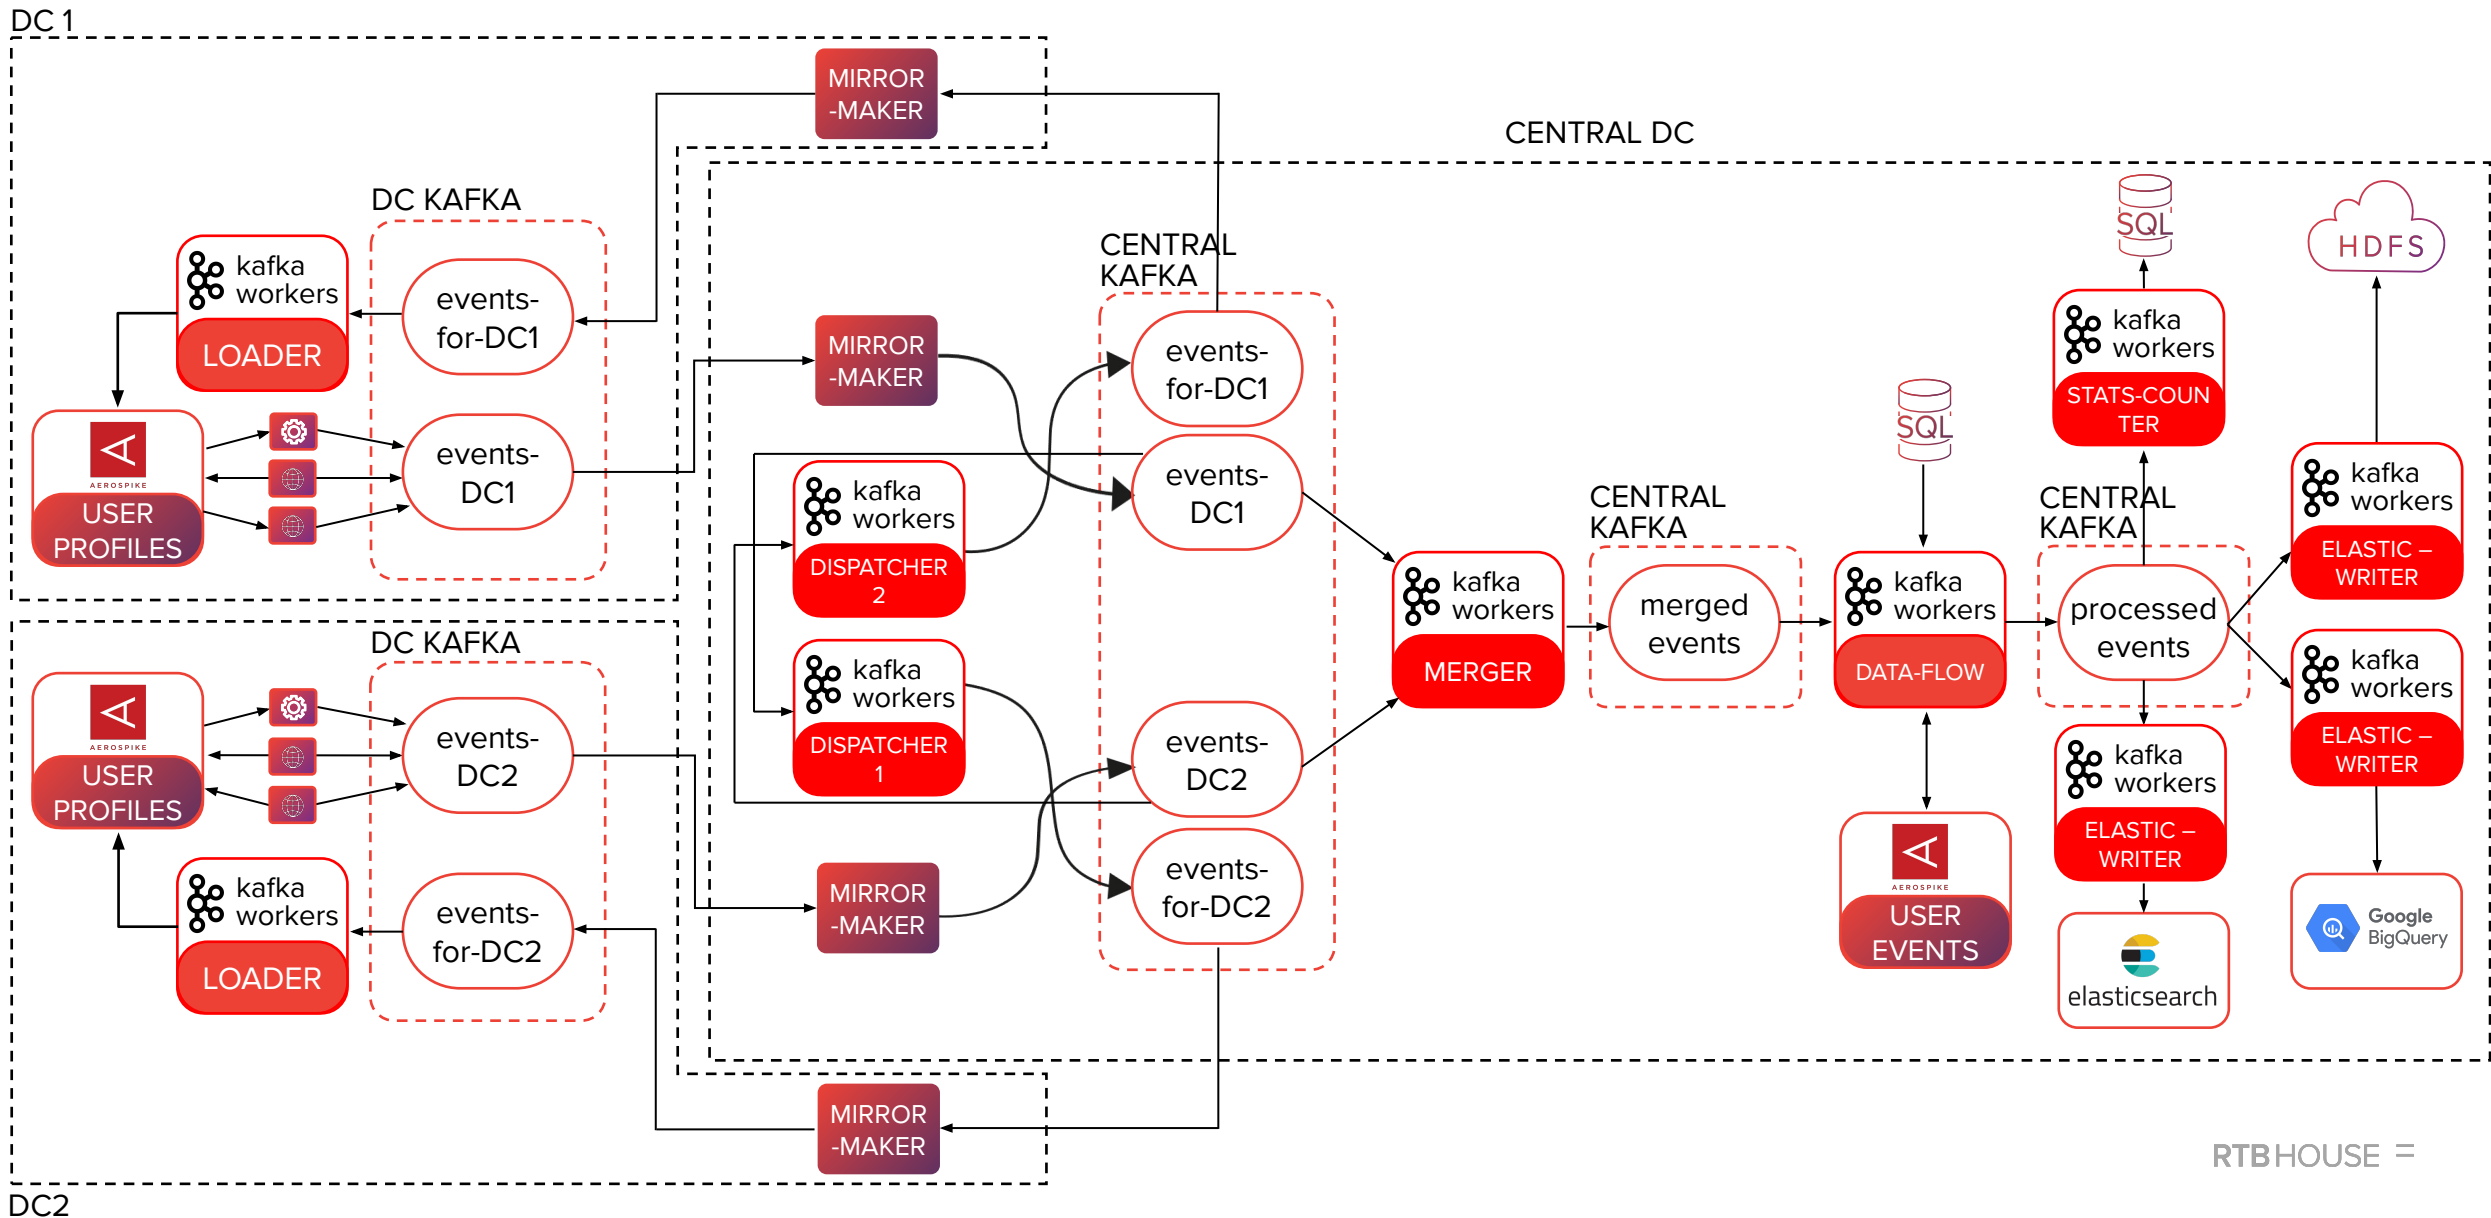 DC 1
MIRROR
-MAKER
CENTRAL DC
DC KAFKA
kafka
workers
LOADER
events-
for-DC1
AEROSPIKE
USER
PROFILES
events-
DC1
MIRROR
-MAKER
CENTRAL
KAFKA
events-
for-DC1
events-
DC1
kafka
workers
DISPATCHER
2
kafka
workers
DISPATCHER
1
events-
DC2
events-
for-DC2
MIRROR
-MAKER
DC KAFKA
AEROSPIKE
USER
PROFILES
events-
DC2
kafka
workers
LOADER
events-
for-DC2
MIRROR
-MAKER
DC2
kafka
workers
MERGER
CENTRAL
KAFKA
merged
events
SQL
kafka
workers
DATA-FLOW
AEROSPIKE
USER
EVENTS
SQL
kafka
workers
STATS-COUN
TER
CENTRAL
KAFKA
processed
events
kafka
workers
ELASTIC –
WRITER
elasticsearch
HDFS
kafka
workers
ELASTIC –
WRITER
kafka
workers
ELASTIC –
WRITER
Google
BigQuery
RTBHOUSE